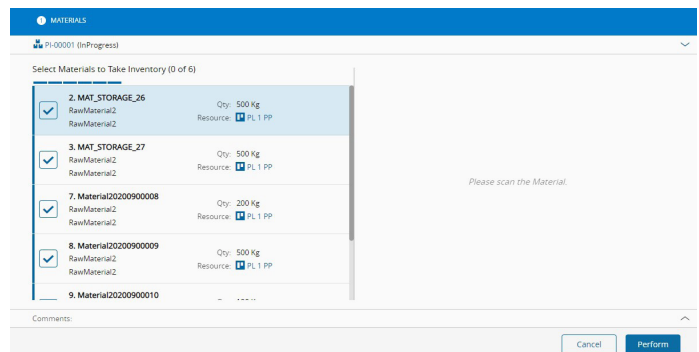 1 MATERIALS
PI-00001 (InProgress)
Select Materials to Take Inventory (0 of 6)
2. MAT_STORAGE_26
RawMaterial2
RawMaterial2
Qty: 500 Kg
Resource: PL 1 PP
3. MAT_STORAGE_27
RawMaterial2
RawMaterial2
Qty: 500 Kg
Resource: PL 1 PP
7. Material20200900008
RawMaterial2
RawMaterial2
Qty: 200 Kg
Resource: PL 1 PP
8. Material20200900009
RawMaterial2
RawMaterial2
Qty: 500 Kg
Resource: PL 1 PP
9. Material20200900010
Please scan the Material.
Comments:
Cancel
Perform